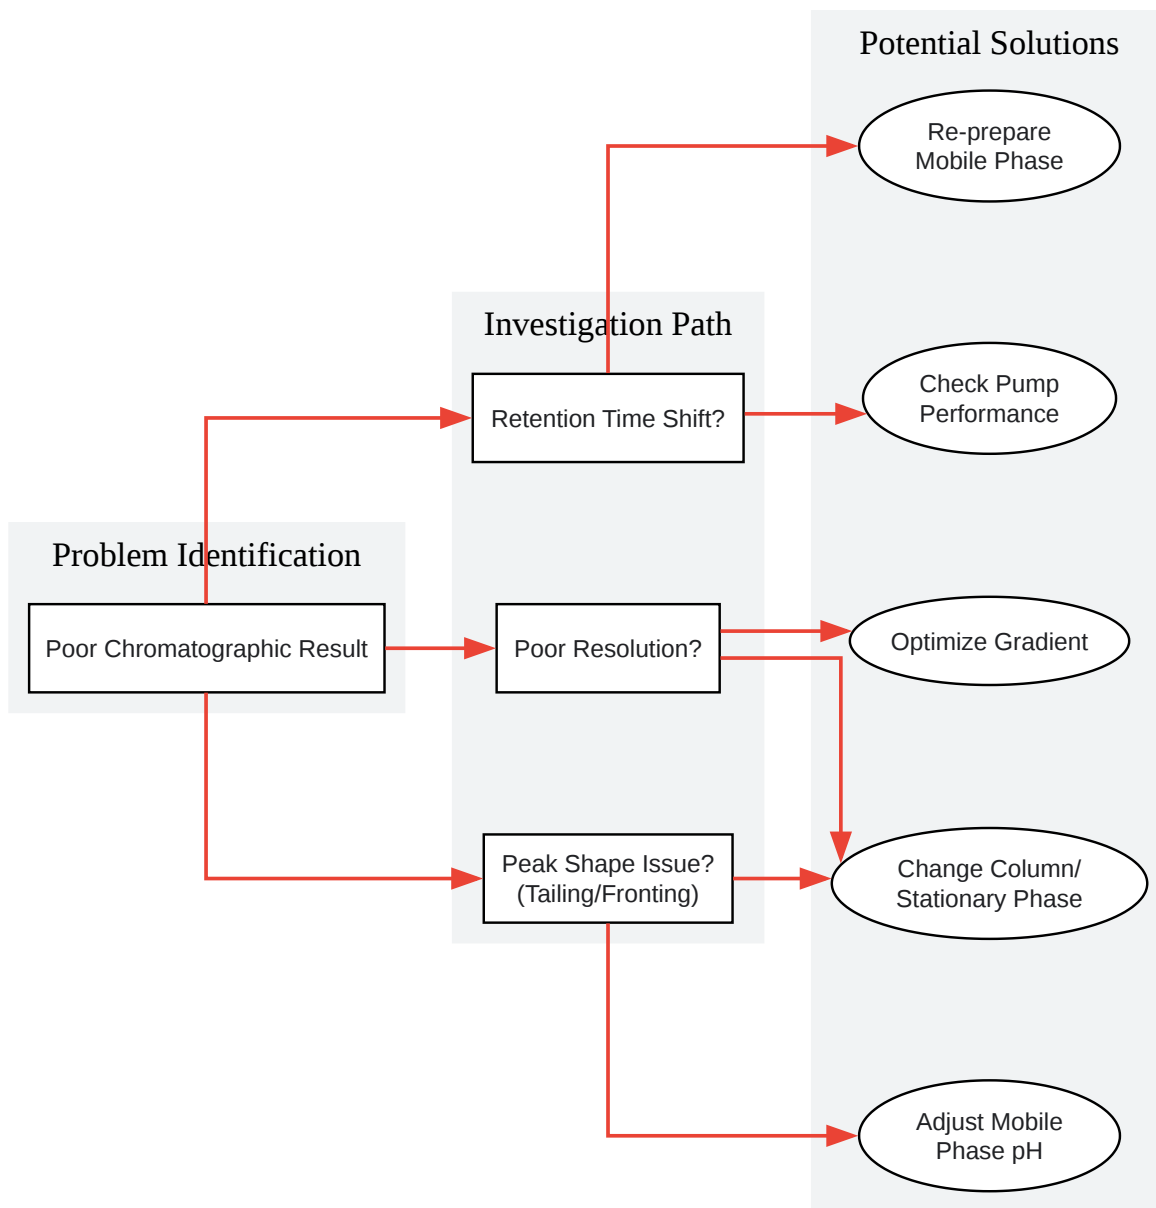 Potential Solutions
Re-prepare
Mobile Phase
Investigation Path
Check Pump
Performance
Retention Time Shift?
Problem Identification
Poor Chromatographic Result
Poor Resolution?
Optimize Gradient
Peak Shape Issue?
(Tailing/Fronting)
Change Column/
Stationary Phase
Adjust Mobile
Phase pH